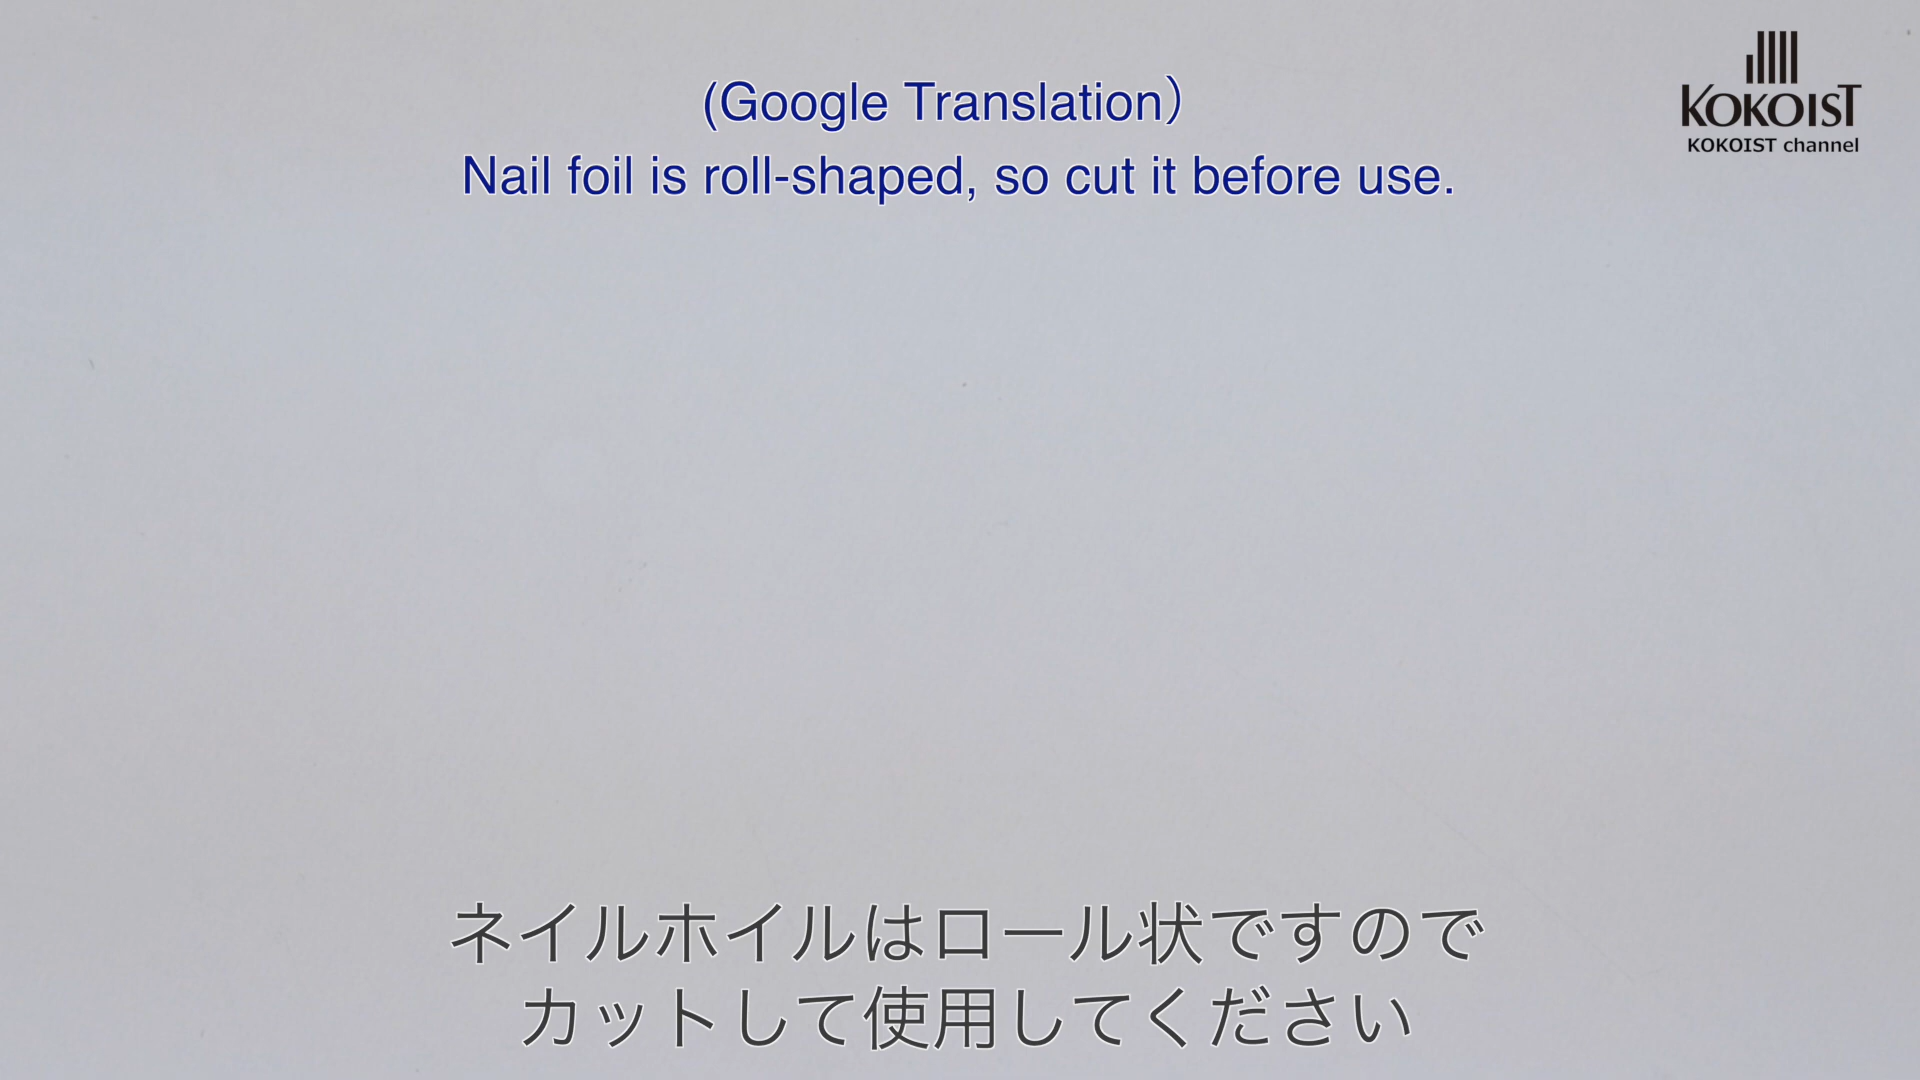 (Google Translation）
Nail foil is roll-shaped, so cut it before use.
KOKOIST
KOKOIST channel
ネイルホイルはロール状ですので
カットして使用してください